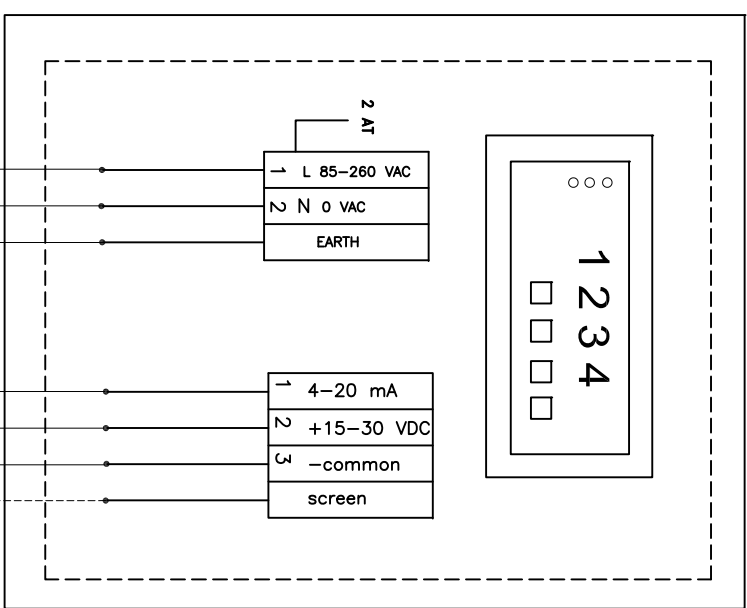 2 AT
1 L 85-260 VAC
2 N 0 VAC
EARTH
1 4-20 mA
2 +15-30 VDC
3 -common
screen
1234